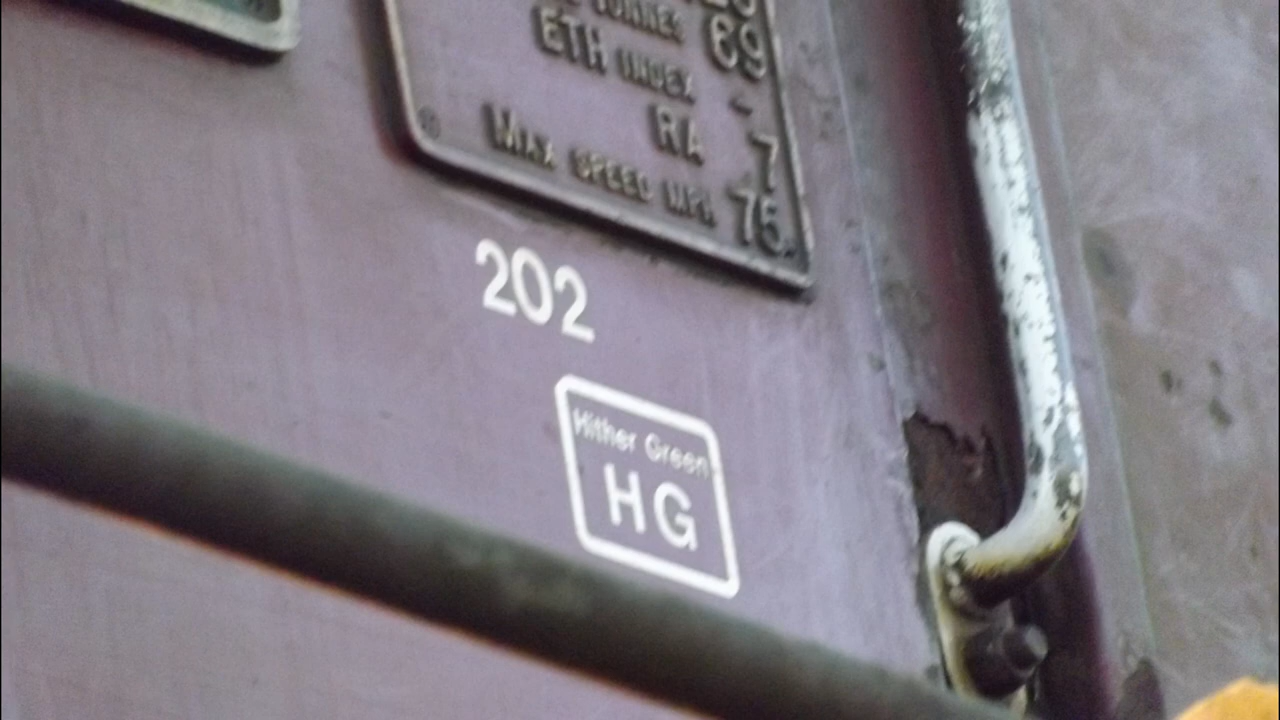 TONNES 69
ETH INDEX -
RA 7
MAX SPEED MPH 75
202
Hither Green
HG